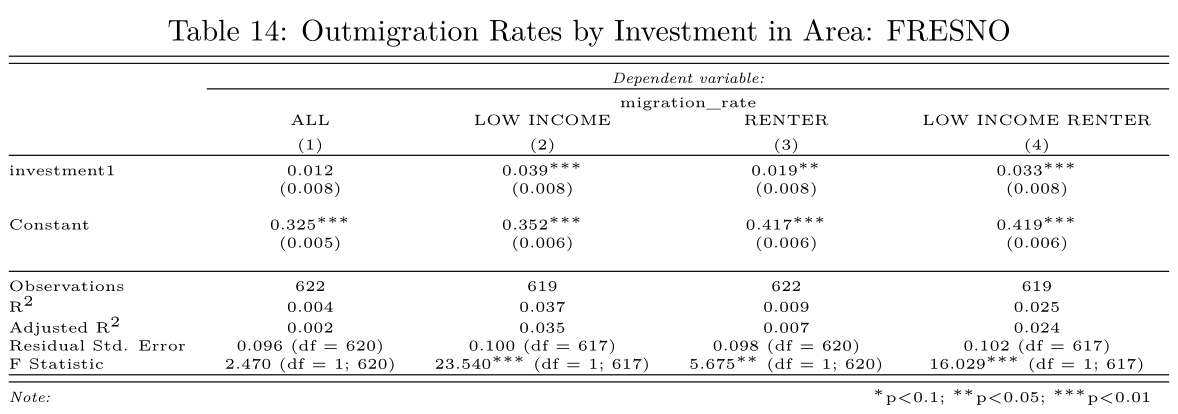 Table 14: Outmigration Rates by Investment in Area: FRESNO
Dependent variable:
migration_rate
ALL LOW INCOME RENTER LOW INCOME RENTER
(1) (2) (3) (4)
investment1 0.012 0.039*** 0.019** 0.033***
(0.008) (0.008) (0.008) (0.008)
Constant 0.325*** 0.352*** 0.417*** 0.419***
(0.005) (0.006) (0.006) (0.006)
Observations 622 619 622 619
R2 0.004 0.037 0.009 0.025
Adjusted R2 0.002 0.035 0.007 0.024
Residual Std. Error 0.096 (df = 620) 0.100 (df = 617) 0.098 (df = 620) 0.102 (df = 617)
F Statistic 2.470 (df = 1; 620) 23.540*** (df = 1; 617) 5.675** (df = 1; 620) 16.029*** (df = 1; 617)
Note: *p<0.1; **p<0.05; ***p<0.01